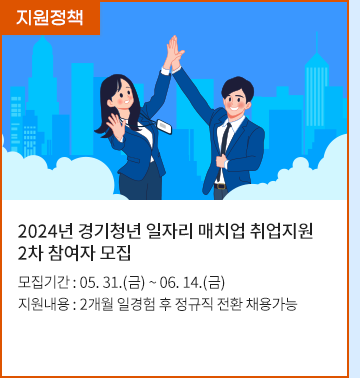 지원정책
2024년 경기청년 일자리 매치업 취업지원
2차 참여자 모집
모집기간 : 05. 31.(금) ~ 06. 14.(금)
지원내용 : 2개월 일경험 후 정규직 전환 채용가능